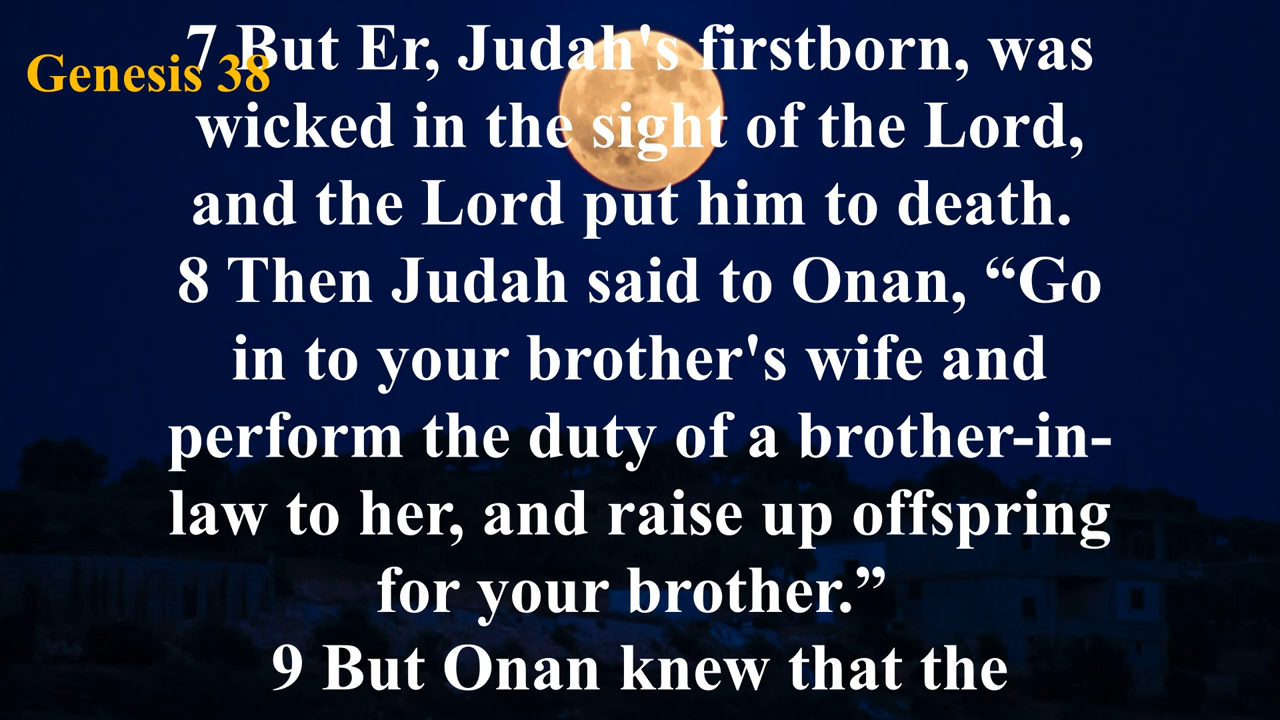 Genesis 38
7 But Er, Judah's firstborn, was
wicked in the sight of the Lord,
and the Lord put him to death.
8 Then Judah said to Onan, “Go
in to your brother's wife and
perform the duty of a brother-in-
law to her, and raise up offspring
for your brother.”
9 But Onan knew that the